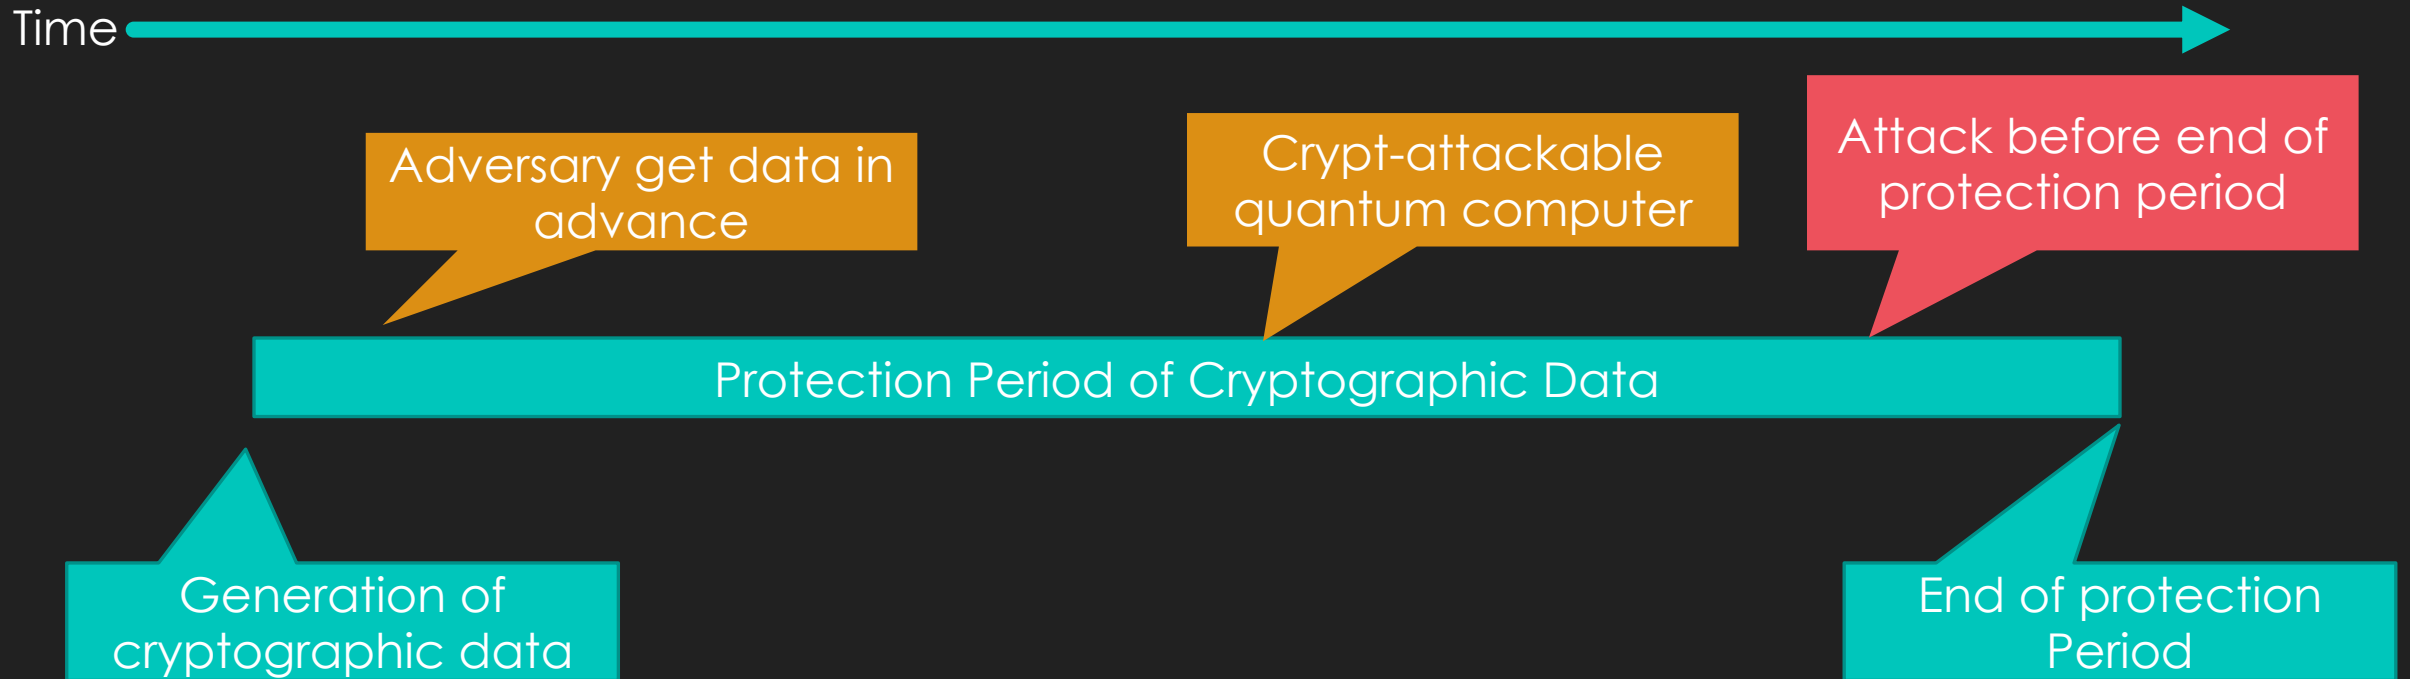 Time
Adversary get data in
advance
Crypt-attackable
quantum computer
Attack before end of
protection period
Protection Period of Cryptographic Data
Generation of
cryptographic data
End of protection
Period